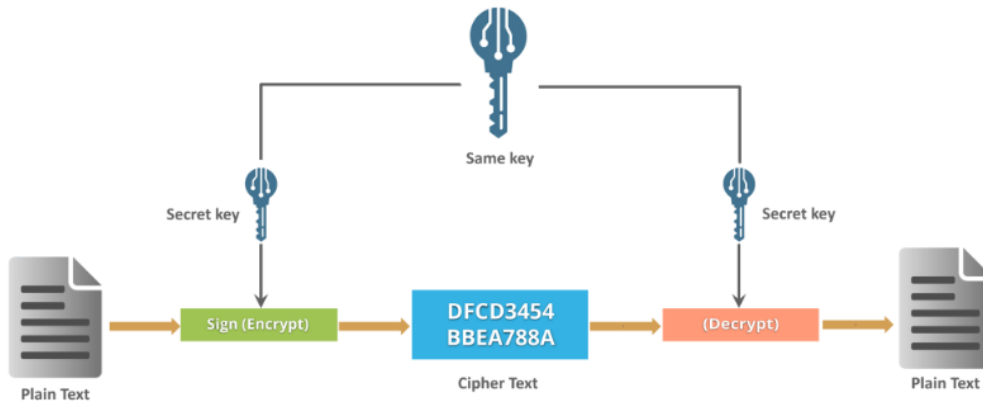 Same key
Secret key
Secret key
Sign (Encrypt)
DFCD3454
BBEA788A
(Decrypt)
Plain Text
Cipher Text
Plain Text